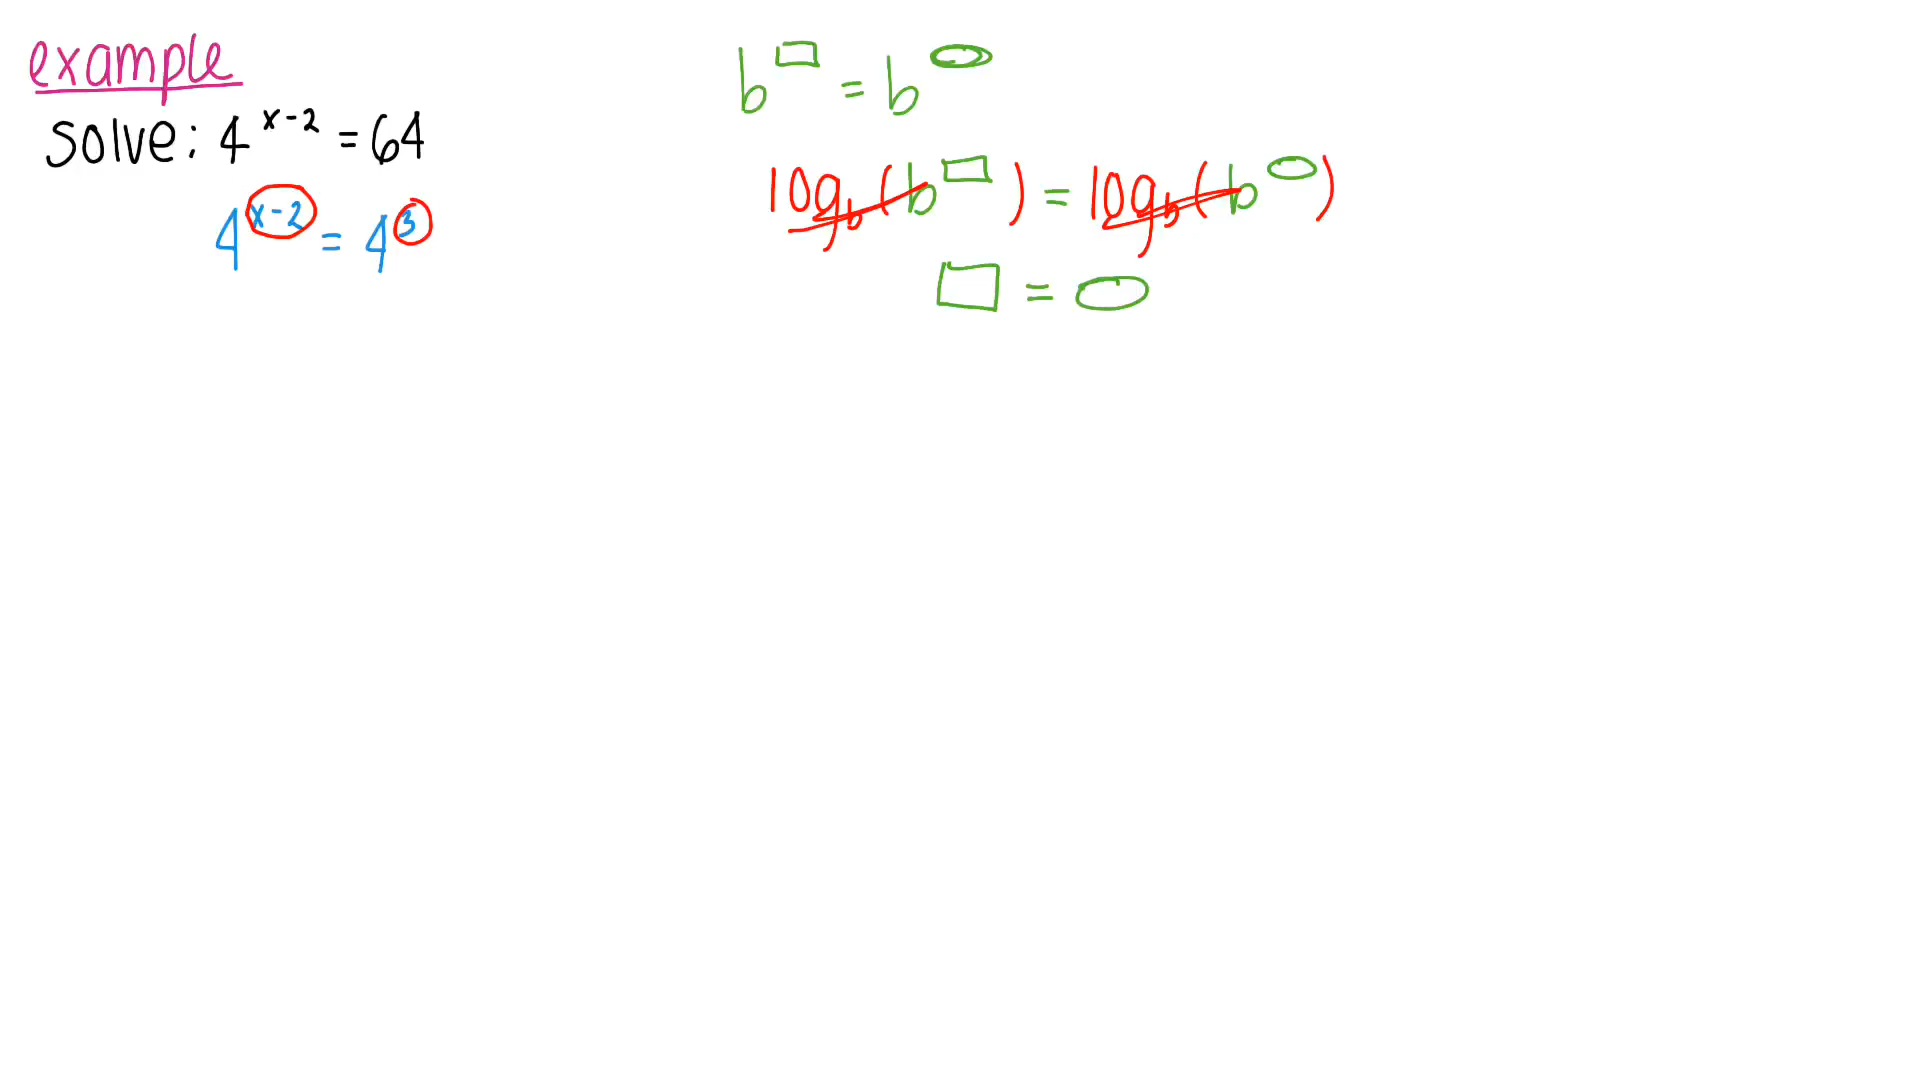 example
solve: 4^{x-2} = 64
4^{x-2} = 4^{3}
b^{□} = b^{○}
log_b(b^{□}) = log_b(b^{○})
□ = ○